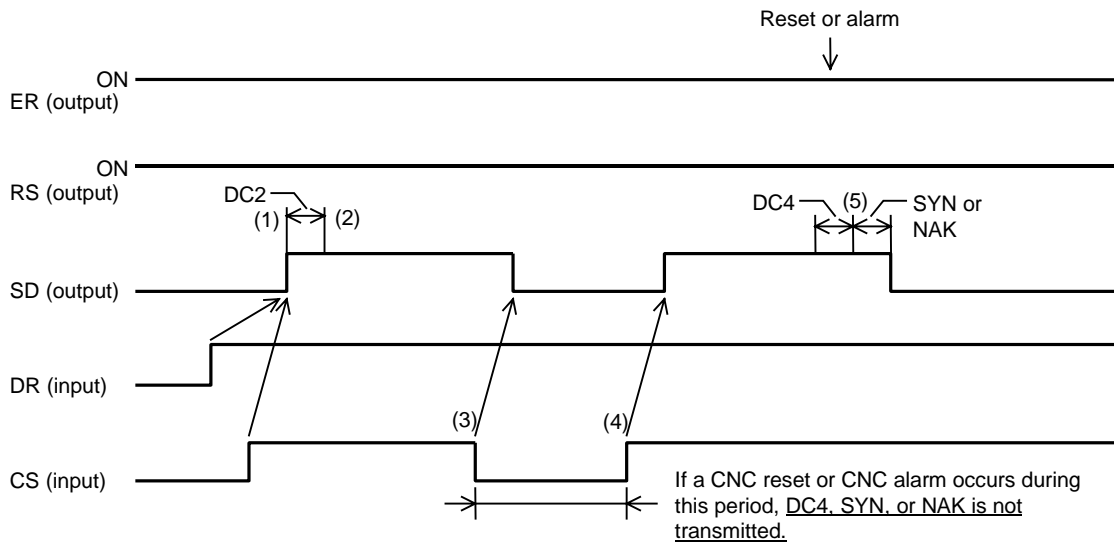 Reset or alarm
ON
ER (output)
ON
RS (output)
DC2
(1)
(2)
DC4
(5)
SYN or
NAK
SD (output)
DR (input)
(3)
(4)
CS (input)
If a CNC reset or CNC alarm occurs during
this period, DC4, SYN, or NAK is not
transmitted.